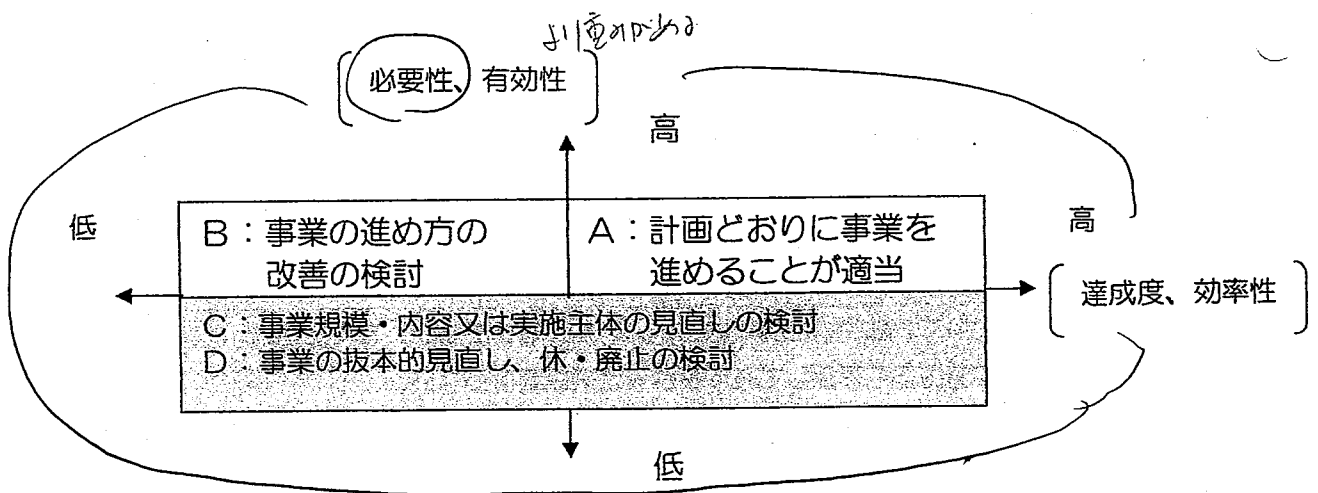 より重みがある
必要性、有効性
高
低
B：事業の進め方の
改善の検討
A：計画どおりに事業を
進めることが適当
高
達成度、効率性
C：事業規模・内容又は実施主体の見直しの検討
D：事業の抜本的見直し、休・廃止の検討
低